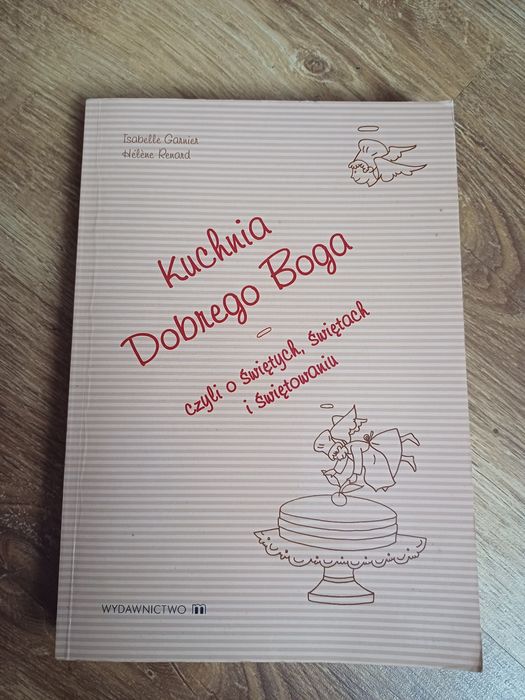 Isabelle Garnier
Hélène Renard
Kuchnia
Dobrego Boga
czyli o świętych, świętach
i świętowaniu
WYDAWNICTWO m